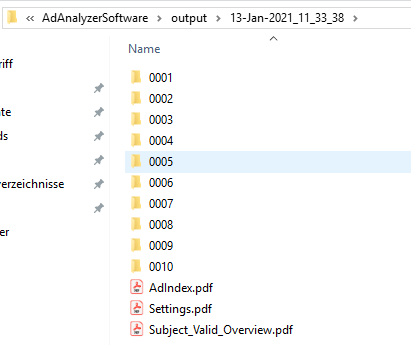 « AdAnalyzerSoftware > output > 13-Jan-2021_11_33_38 >
Name
riff
0001
0002
te
0003
ds
0004
0005
verzeichnisse
0006
0007
er
0008
0009
0010
AdIndex.pdf
Settings.pdf
Subject_Valid_Overview.pdf